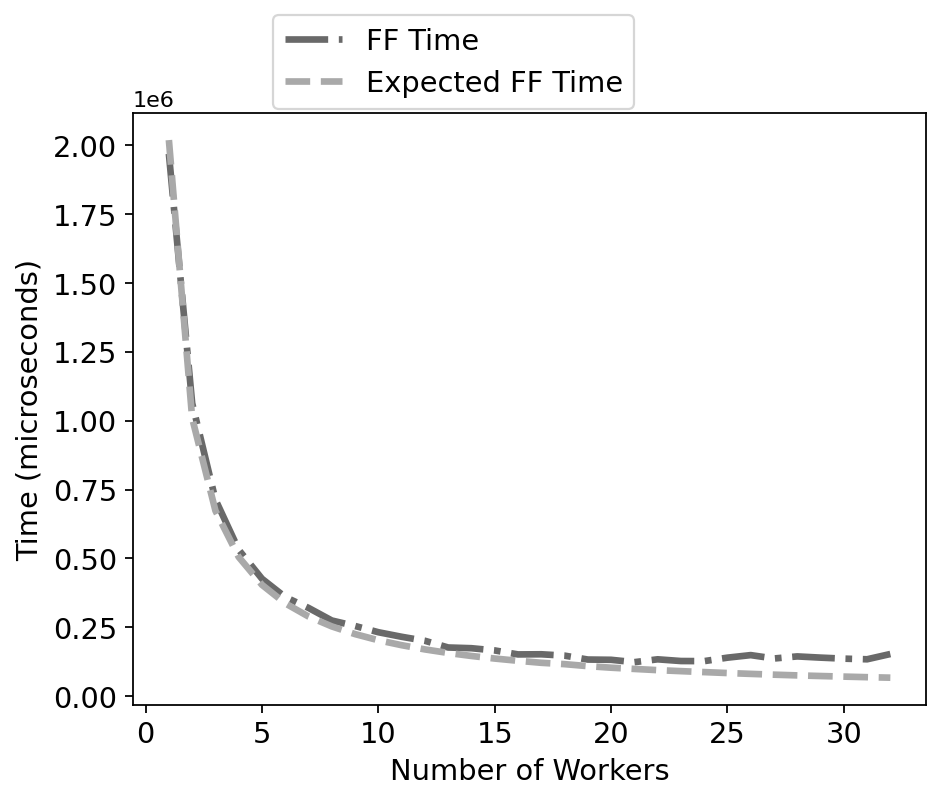 FF Time
Expected FF Time
1e6
2.00
1.75
1.50
1.25
1.00
0.75
0.50
0.25
0.00
Time (microseconds)
0 5 10 15 20 25 30
Number of Workers